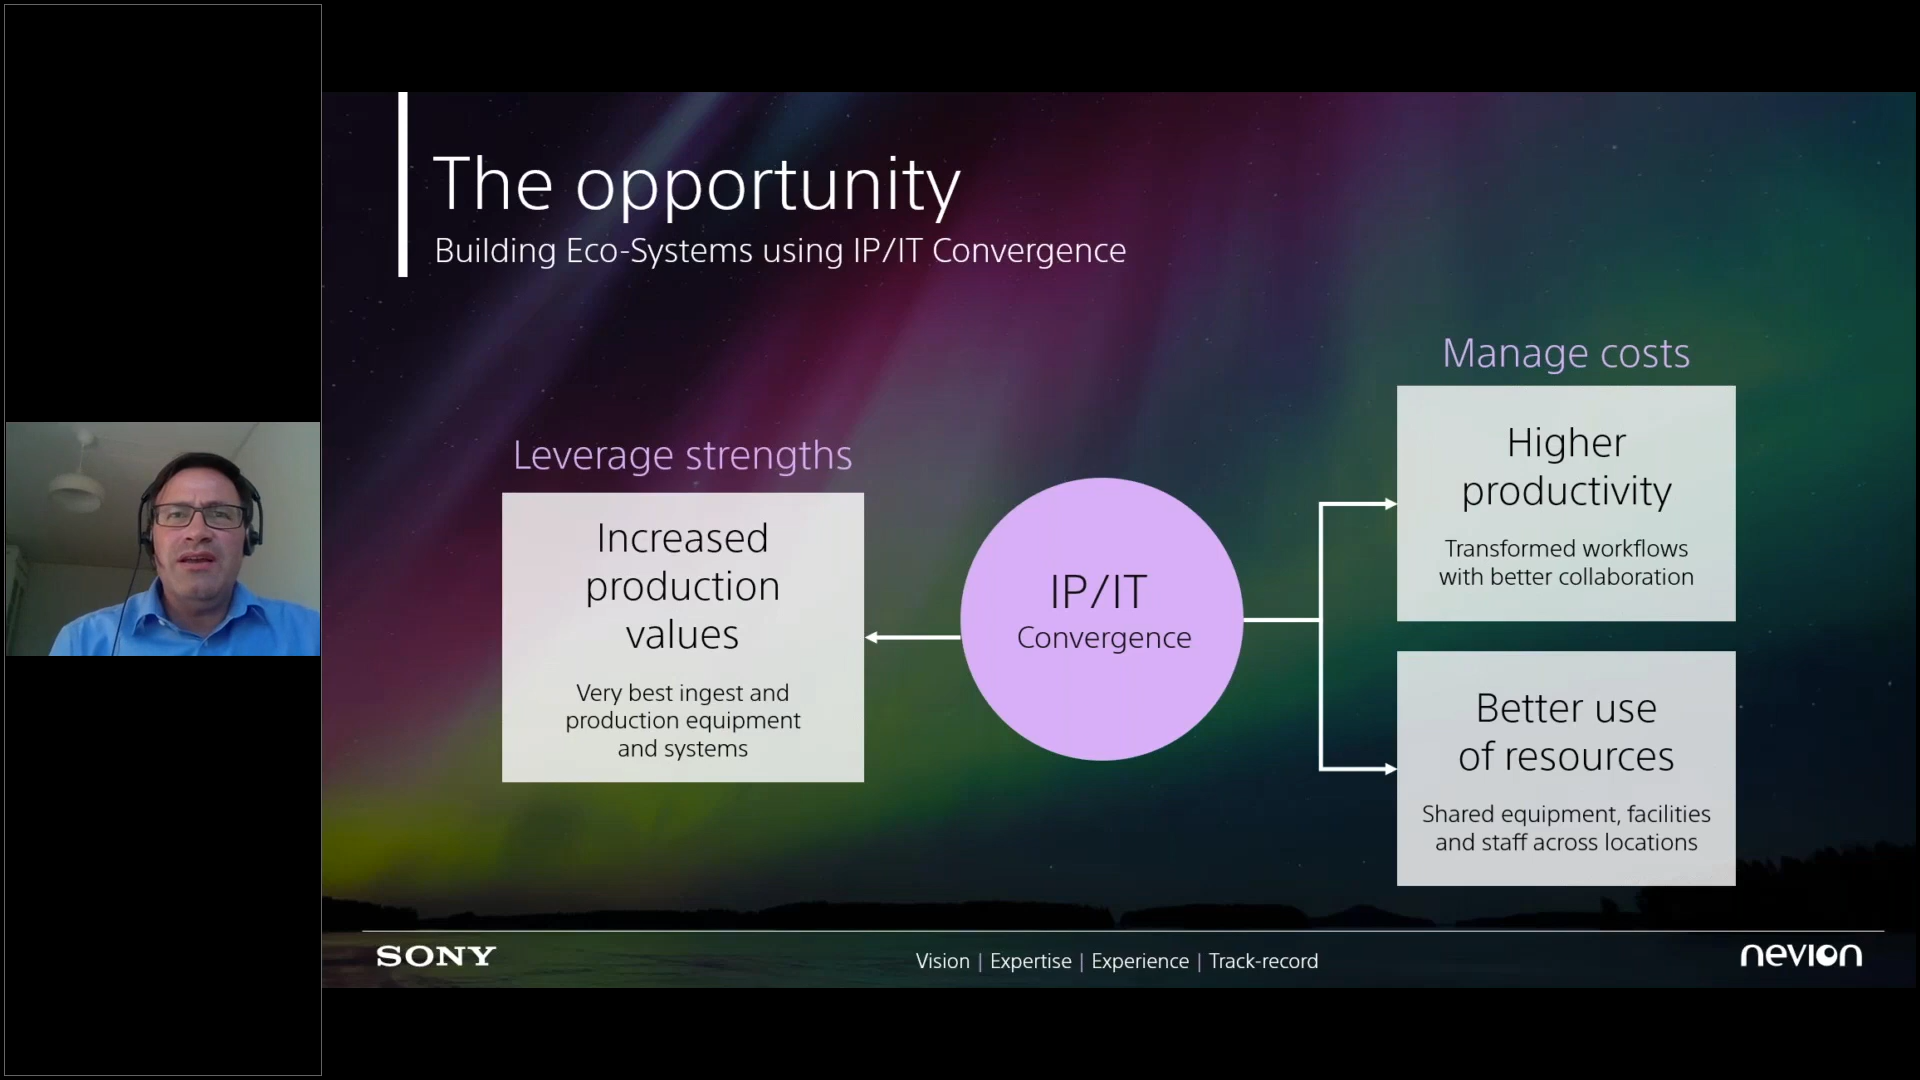 The opportunity
Building Eco-Systems using IP/IT Convergence
Leverage strengths
Increased
production
values
Very best ingest and
production equipment
and systems
IP/IT
Convergence
Manage costs
Higher
productivity
Transformed workflows
with better collaboration
Better use
of resources
Shared equipment, facilities
and staff across locations
SONY
Vision | Expertise | Experience | Track-record
nevion